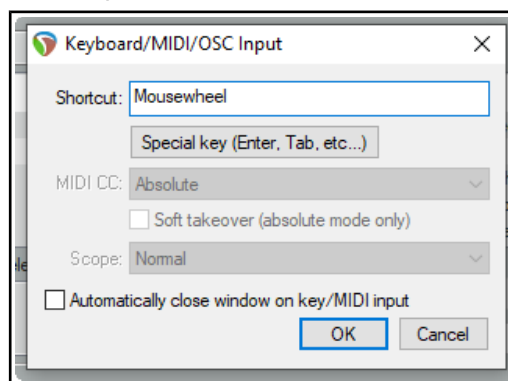 Keyboard/MIDI/OSC Input
Shortcut: Mousewheel
Special key (Enter, Tab, etc...)
MIDI CC: Absolute
Soft takeover (absolute mode only)
Scope: Normal
Automatically close window on key/MIDI input
OK Cancel